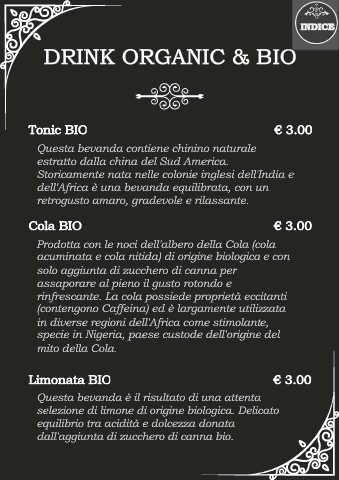 INDICE
DRINK ORGANIC & BIO
Tonic BIO € 3.00
Questa bevanda contiene chinino naturale
estratto dalla china del Sud America.
Storicamente nata nelle colonie inglesi dell'India e
dell'Africa è una bevanda equilibrata, con un
retrogusto amaro, gradevole e rilassante.
Cola BIO € 3.00
Prodotta con le noci dell'albero della Cola (cola
acuminata e cola nitida) di origine biologica e con
solo aggiunta di zucchero di canna per
assaporare al pieno il gusto rotondo e
rinfrescante. La cola possiede proprietà eccitanti
(contengono Caffeina) ed è largamente utilizzata
in diverse regioni dell'Africa come stimolante,
specie in Nigeria, paese custode dell'origine del
mito della Cola.
Limonata BIO € 3.00
Questa bevanda è il risultato di una attenta
selezione di limone di origine biologica. Delicato
equilibrio tra acidità e dolcezza donata
dall'aggiunta di zucchero di canna bio.